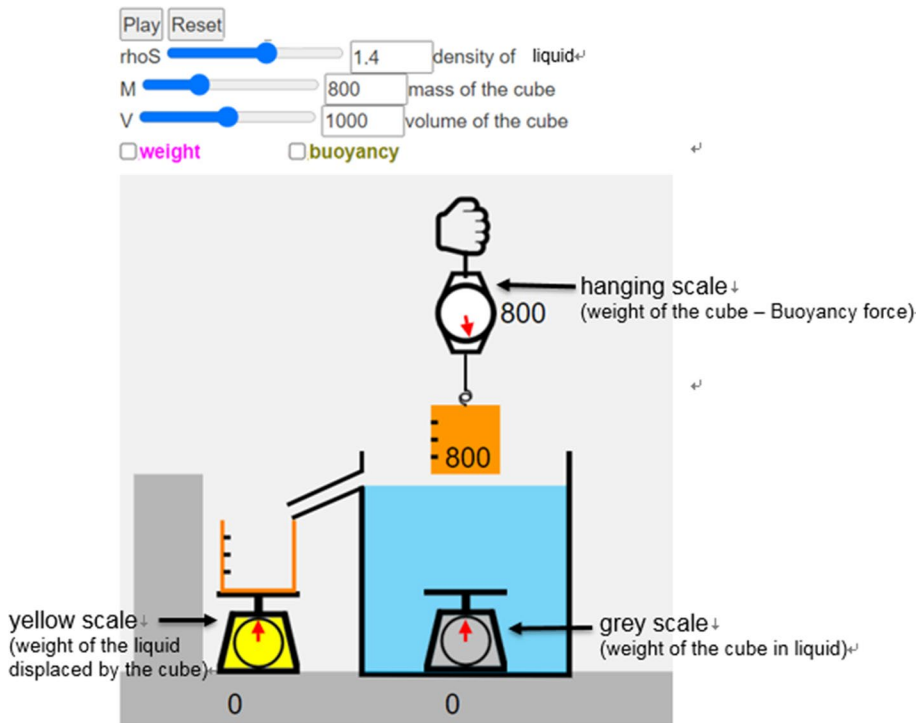 Play Reset
rhoS 1.4 density of liquid↵
M 800 mass of the cube
V 1000 volume of the cube
weight buoyancy ↵
hanging scale↓
800 (weight of the cube – Buoyancy force)↵
↵
800
yellow scale↓
(weight of the liquid
displaced by the cube)↵
grey scale↓
(weight of the cube in liquid)↵
0 0